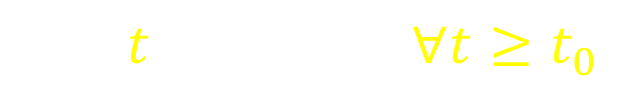 t ∀t ≥ t₀